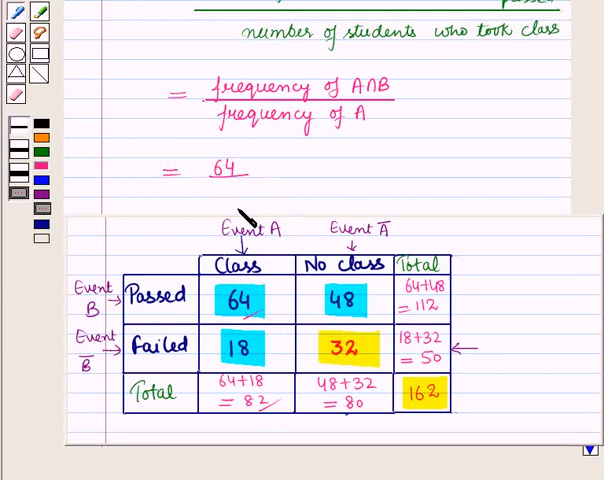 passed
number of students who took class
= frequency of A∩B
frequency of A
= 64
Event A
Event A̅
Class
No class
Total
Event B
Passed
64
48
64+48
= 112
Event B̅
Failed
18
32
18+32
= 50
Total
64+18
= 82
48+32
= 80
162